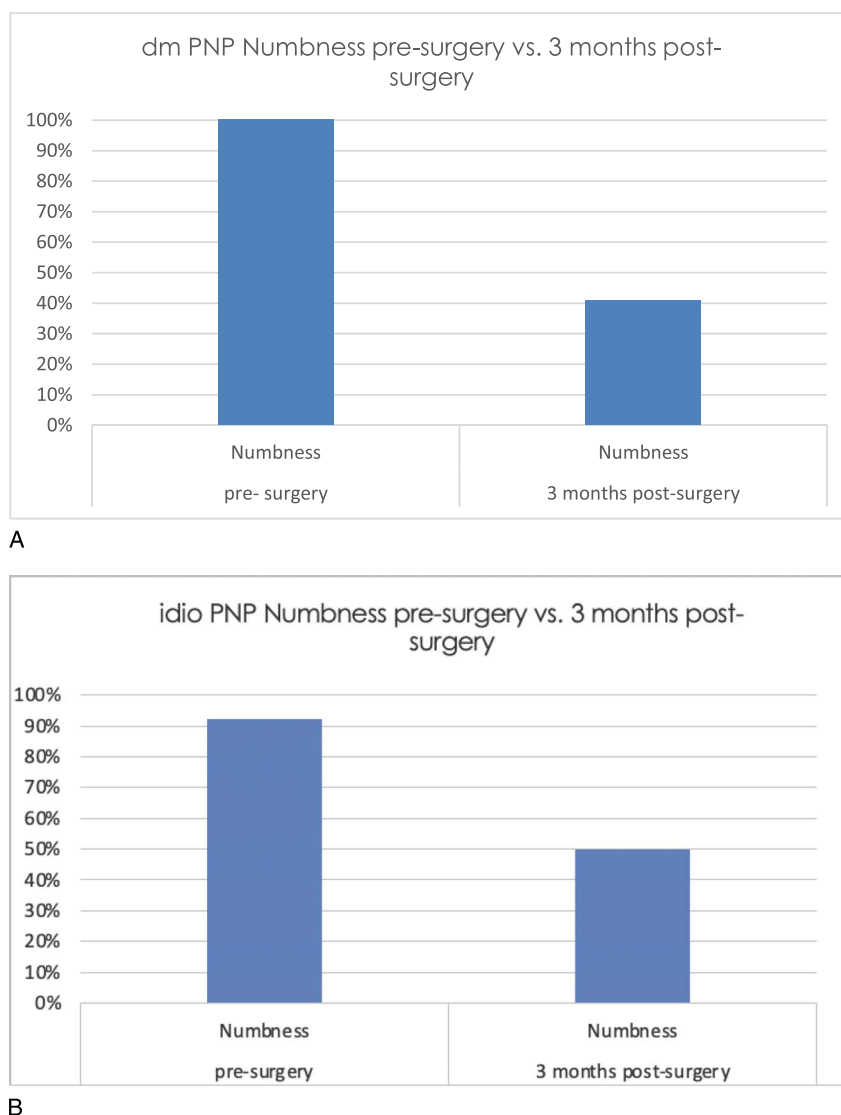 dm PNP Numbness pre-surgery vs. 3 months post-
surgery
100%
90%
80%
70%
60%
50%
40%
30%
20%
10%
0%
Numbness Numbness
pre- surgery 3 months post-surgery
A
idio PNP Numbness pre-surgery vs. 3 months post-
surgery
100%
90%
80%
70%
60%
50%
40%
30%
20%
10%
0%
Numbness Numbness
pre-surgery 3 months post-surgery
B